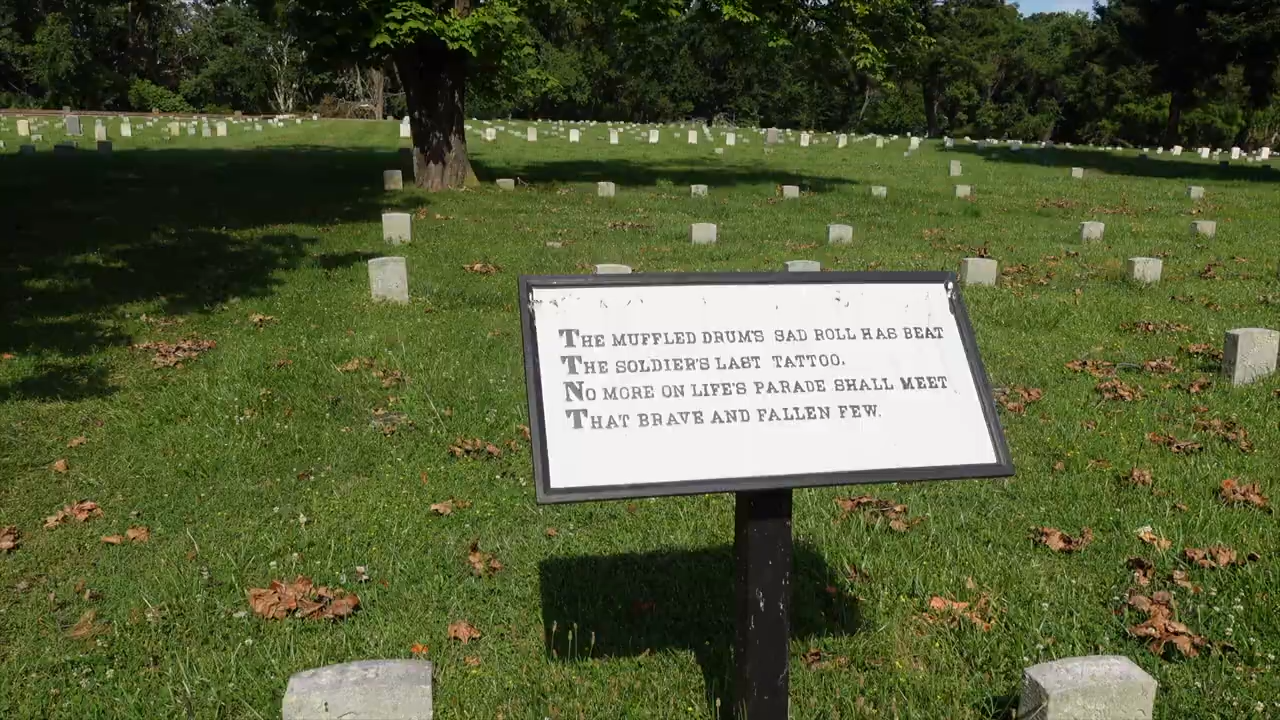 THE MUFFLED DRUM'S SAD ROLL HAS BEAT
THE SOLDIER'S LAST TATTOO.
NO MORE ON LIFE'S PARADE SHALL MEET
THAT BRAVE AND FALLEN FEW.